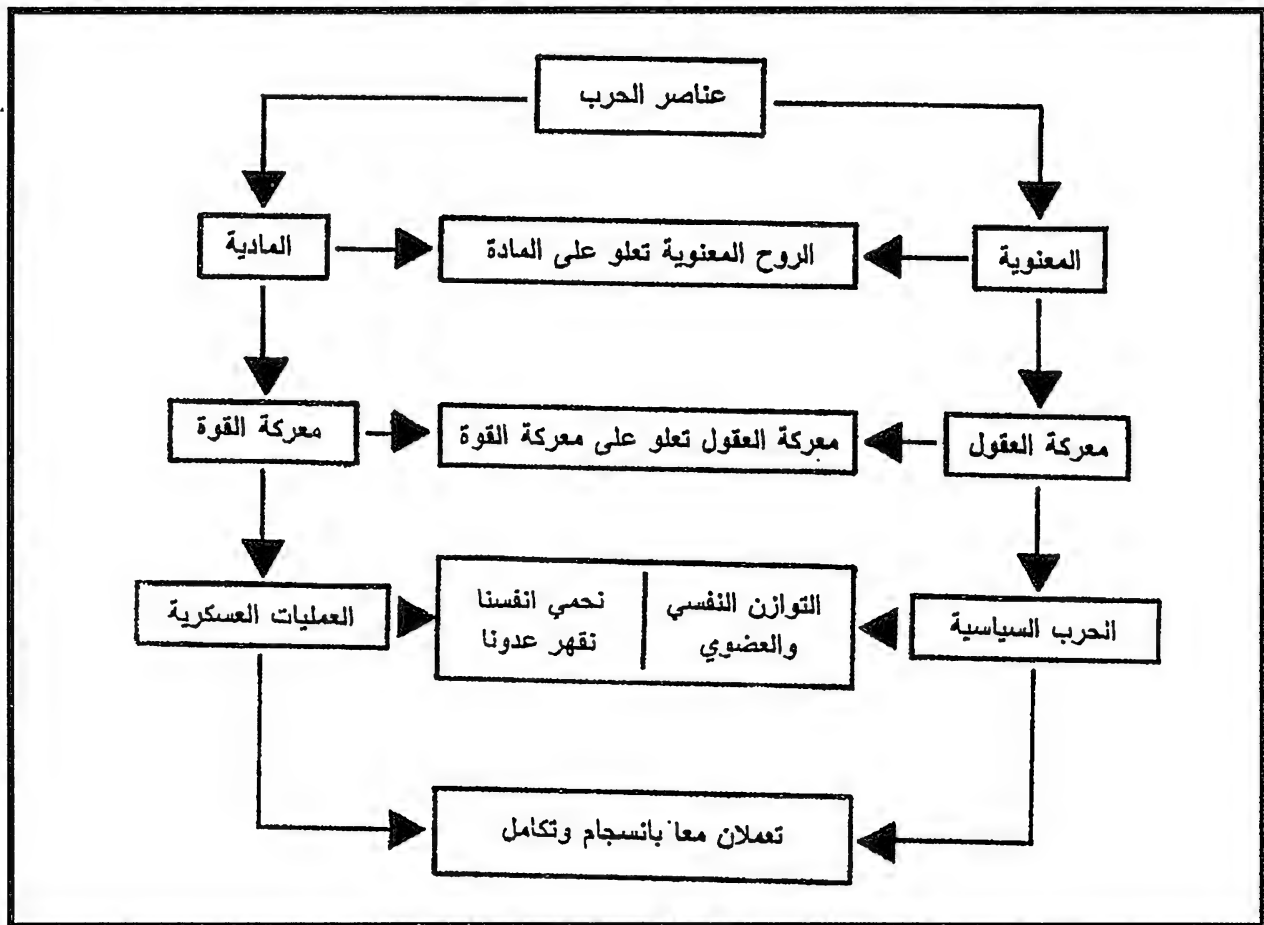 عناصر الحرب
المعنوية
الروح المعنوية تعلو على المادة
المادية
معركة العقول
معركة العقول تعلو على معركة القوة
معركة القوة
الحرب السياسية
التوازن النفسي
والعضوي
نحمي انفسنا
نقهر عدونا
العمليات العسكرية
تعملان معا بانسجام وتكامل